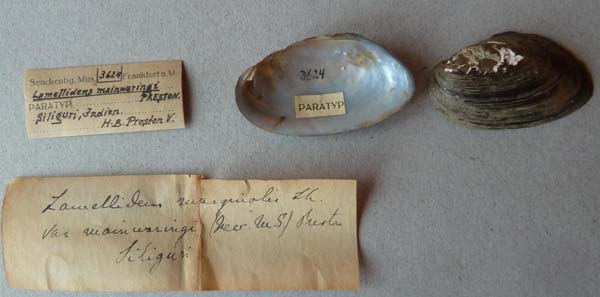 Senckenbg. Mus. 3624 Frankfurt a. M.
Lamellidens mainwaringi
PRESTON.
PARATYP
Siliguri, Indien.
H.B. Preston V.
3624
PARATYP
Lamellidens marginalis Lk.
var mainwaringi (new. M.S) Preston
Siliguri